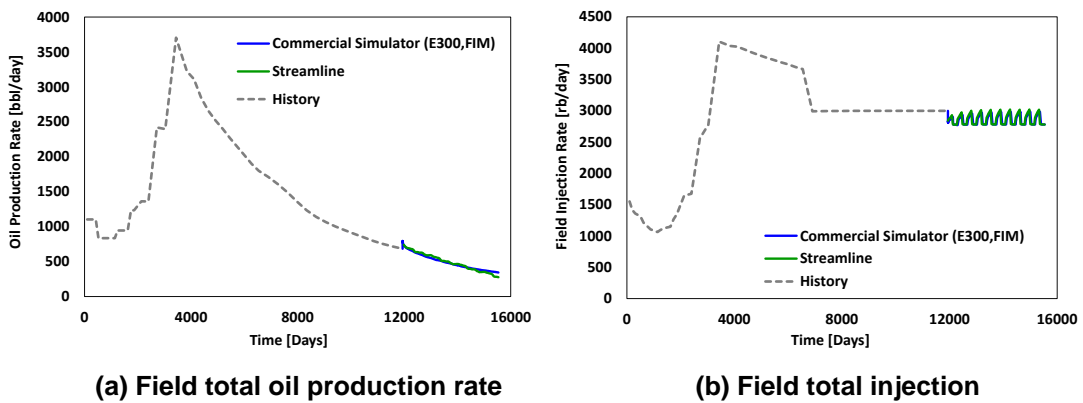 4000
3500
3000
2500
2000
1500
1000
500
0
Oil Production Rate [bbl/day]
Commercial Simulator (E300,FIM)
Streamline
History
0 4000 8000 12000 16000
Time [Days]
(a) Field total oil production rate
4500
4000
3500
3000
2500
2000
1500
1000
500
0
Field Injection Rate [rb/day]
Commercial Simulator (E300,FIM)
Streamline
History
0 4000 8000 12000 16000
Time [Days]
(b) Field total injection